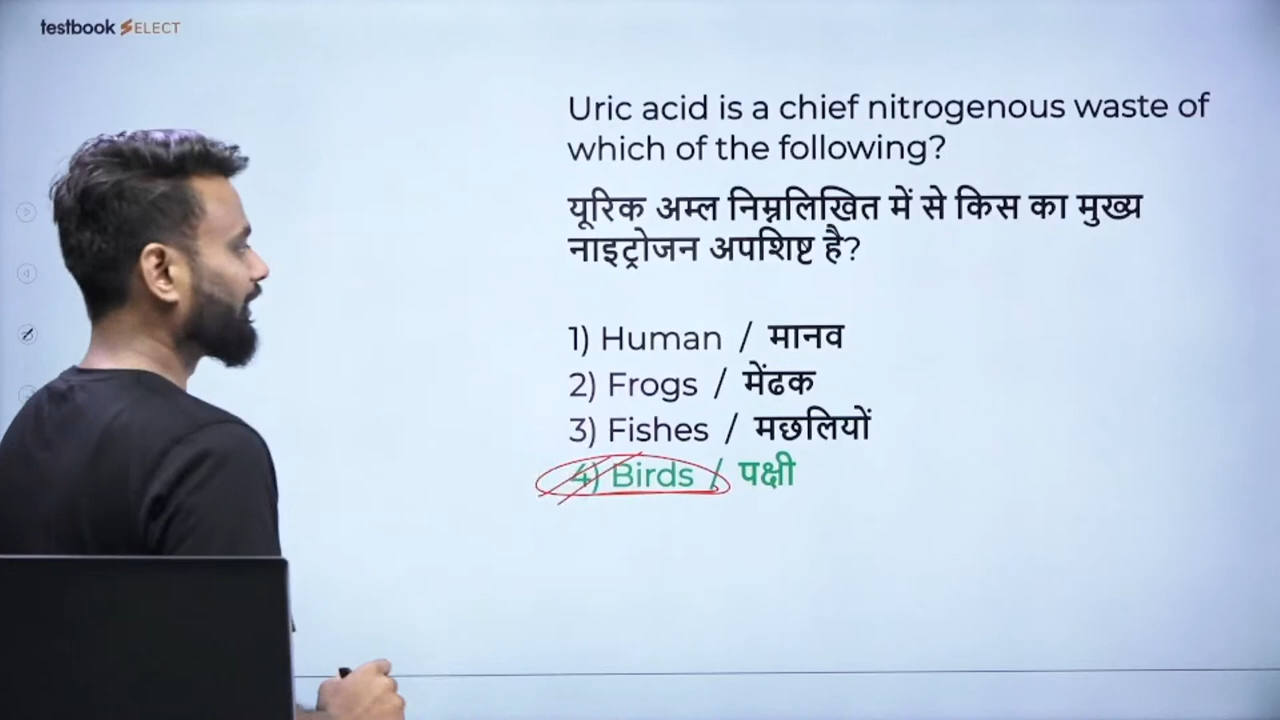 testbook SELECT
Uric acid is a chief nitrogenous waste of
which of the following?
यूरिक अम्ल निम्नलिखित में से किस का मुख्य
नाइट्रोजन अपशिष्ट है?
1) Human / मानव
2) Frogs / मेंढक
3) Fishes / मछलियों
4) Birds / पक्षी